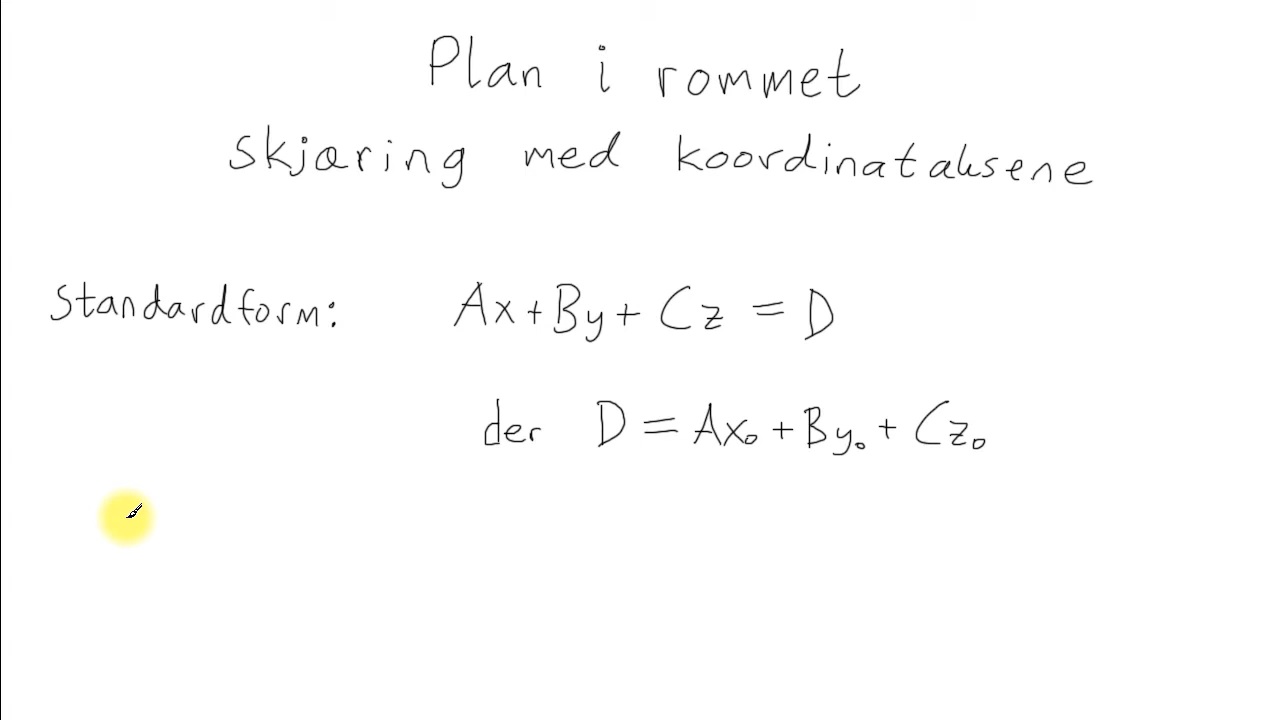 Plan i rommet
skjæring med koordinataksene
Standardform: Ax + By + Cz = D
der D = Ax₀ + By₀ + Cz₀